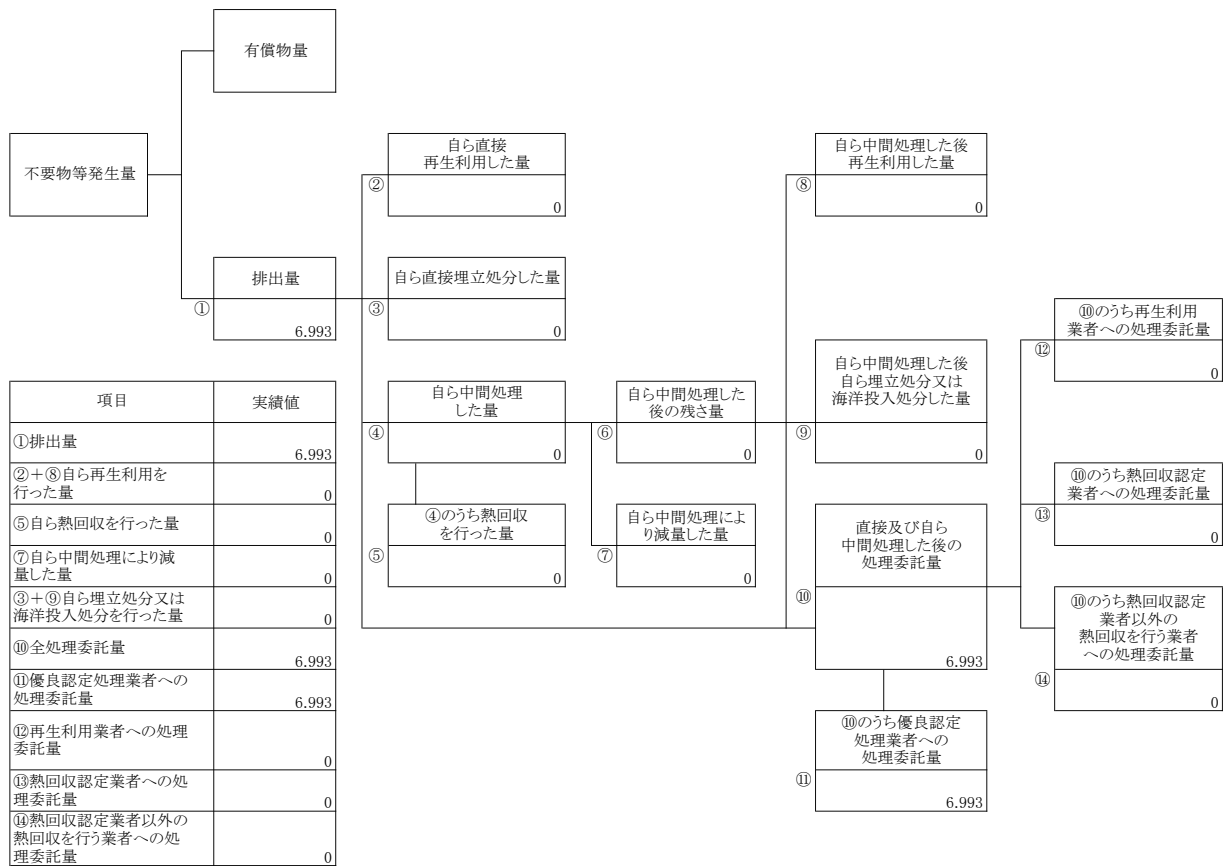 有償物量
不要物等発生量
排出量
①
6.993
自ら直接
再生利用した量
②
0
自ら直接埋立処分した量
③
0
自ら中間処理
した量
④
0
④のうち熱回収
を行った量
⑤
0
自ら中間処理した
後の残さ量
⑥
0
自ら中間処理によ
り減量した量
⑦
0
自ら中間処理した後
再生利用した量
⑧
0
自ら中間処理した後
自ら埋立処分又は
海洋投入処分した量
⑨
0
直接及び自ら
中間処理した後の
処理委託量
⑩
6.993
⑩のうち優良認定
処理業者への
処理委託量
⑪
6.993
⑩のうち再生利用
業者への処理委託量
⑫
0
⑩のうち熱回収認定
業者への処理委託量
⑬
0
⑩のうち熱回収認定
業者以外の
熱回収を行う業者
への処理委託量
⑭
0
項目 実績値
①排出量 6.993
②+⑧自ら再生利用を
行った量 0
⑤自ら熱回収を行った量 0
⑦自ら中間処理により減
量した量 0
③+⑨自ら埋立処分又は
海洋投入処分を行った量 0
⑩全処理委託量 6.993
⑪優良認定処理業者への
処理委託量 6.993
⑫再生利用業者への処理
委託量 0
⑬熱回収認定業者への処
理委託量 0
⑭熱回収認定業者以外の
熱回収を行う業者への処
理委託量 0